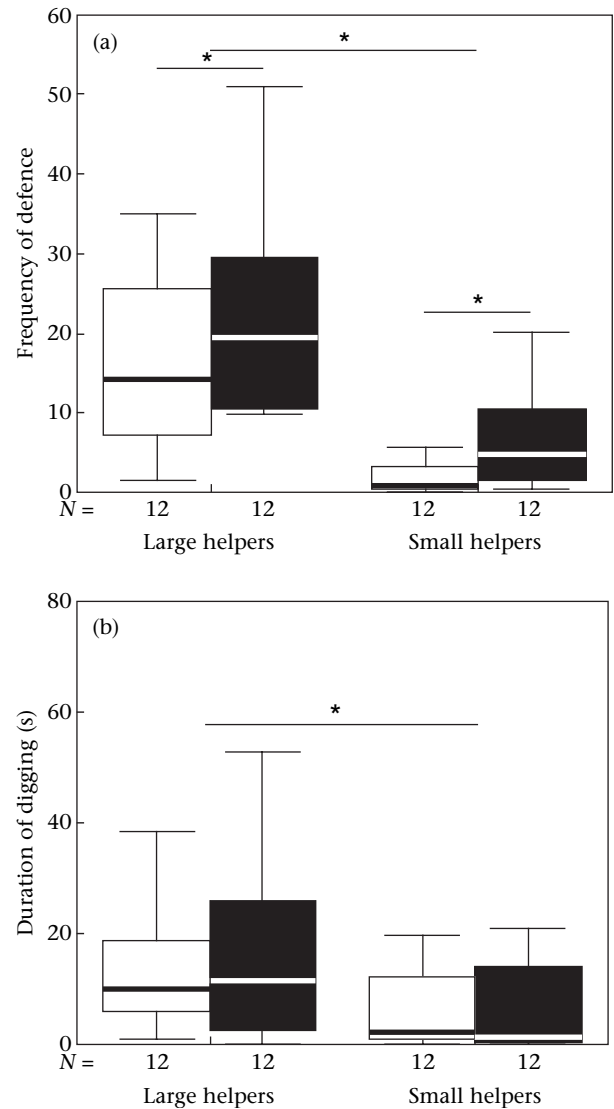 60
(a)
*
*
50
40
Frequency of defence
30
*
20
10
0
N = 12 12 12 12
Large helpers Small helpers
80
(b)
*
60
Duration of digging (s)
40
20
0
N = 12 12 12 12
Large helpers Small helpers